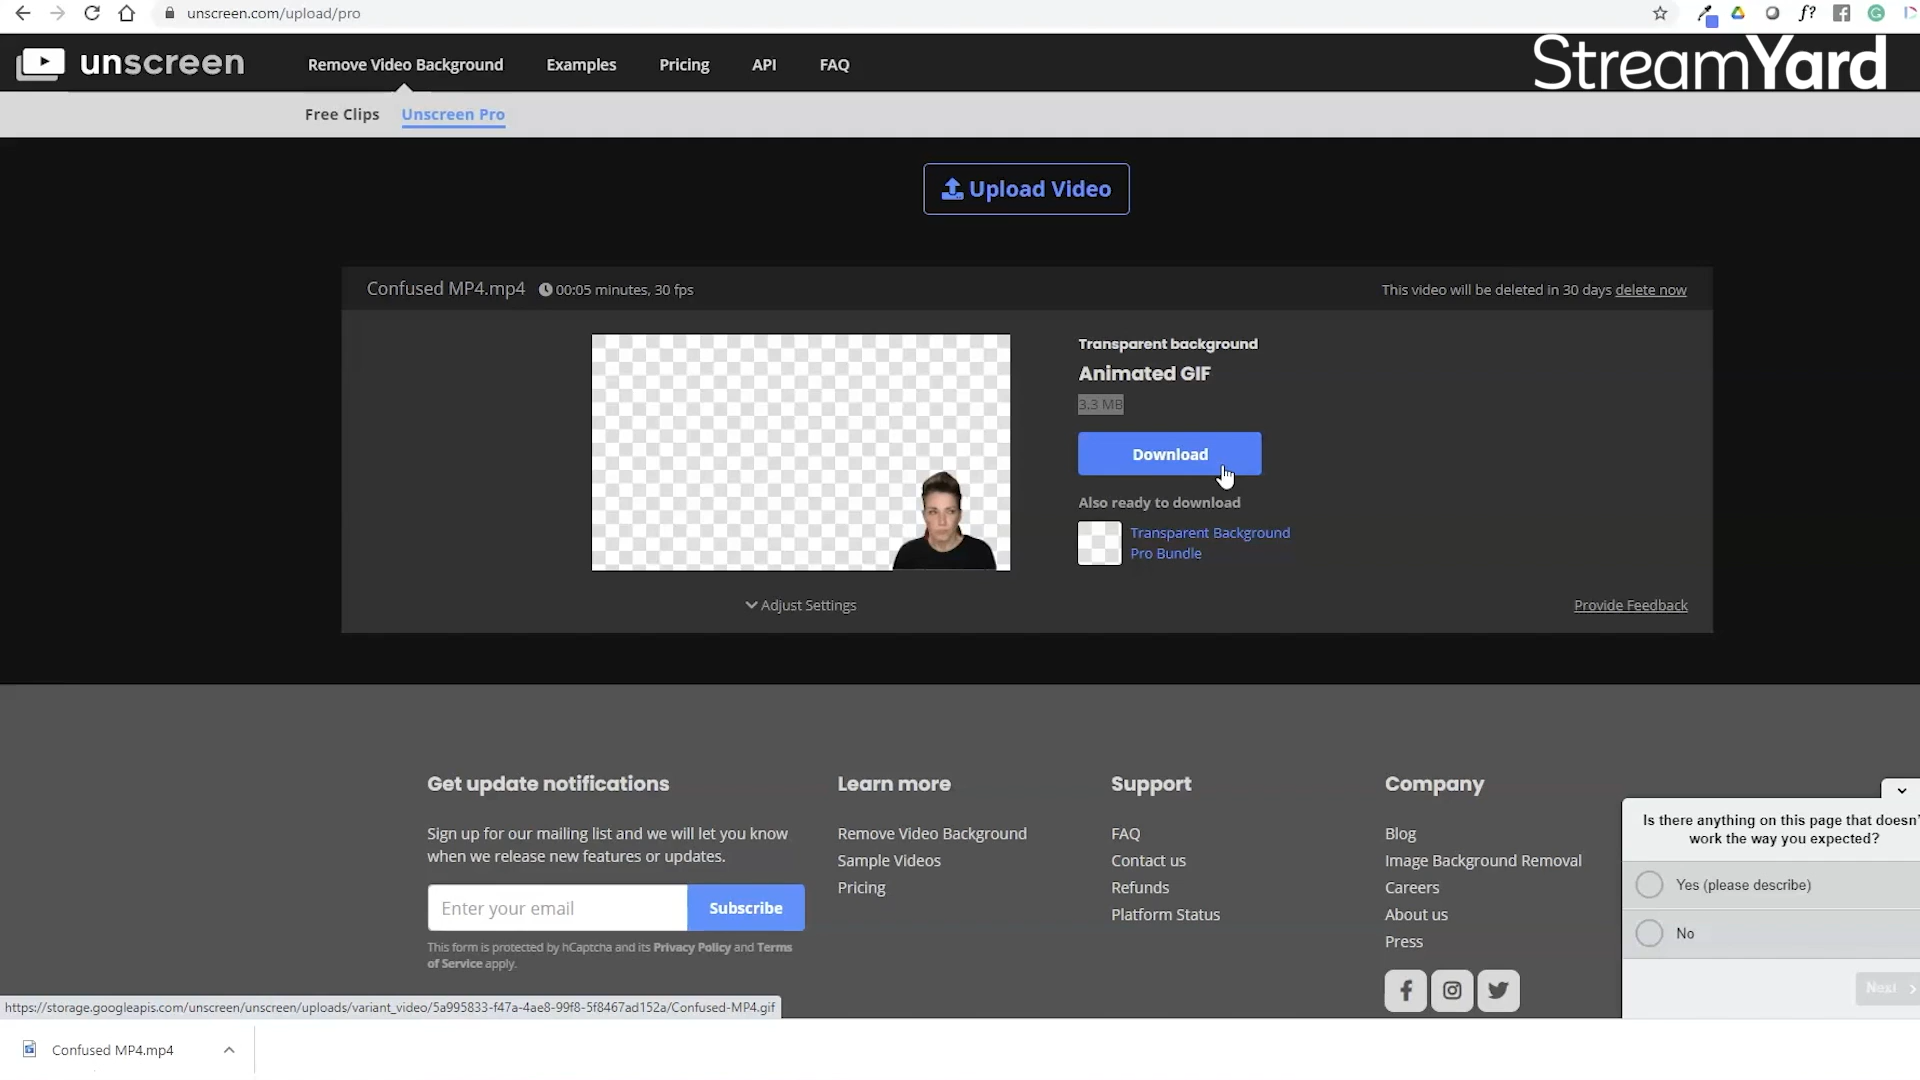 unscreen.com/upload/pro
f?
unscreen
Remove Video Background
Examples
Pricing
API
FAQ
StreamYard
Free Clips
Unscreen Pro
Upload Video
Confused MP4.mp4
00:05 minutes, 30 fps
This video will be deleted in 30 days delete now
Transparent background
Animated GIF
3.3 MB
Download
Also ready to download
Transparent Background
Pro Bundle
Adjust Settings
Provide Feedback
Get update notifications
Sign up for our mailing list and we will let you know
when we release new features or updates.
Enter your email
Subscribe
This form is protected by hCaptcha and its Privacy Policy and Terms
of Service apply.
Learn more
Remove Video Background
Sample Videos
Pricing
Support
FAQ
Contact us
Refunds
Platform Status
Company
Blog
Image Background Removal
Careers
About us
Press
Is there anything on this page that doesn'
work the way you expected?
Yes (please describe)
No
Next
https://storage.googleapis.com/unscreen/unscreen/uploads/variant_video/5a995833-f47a-4ae8-99f8-5f8467ad152a/Confused-MP4.gif
Confused MP4.mp4